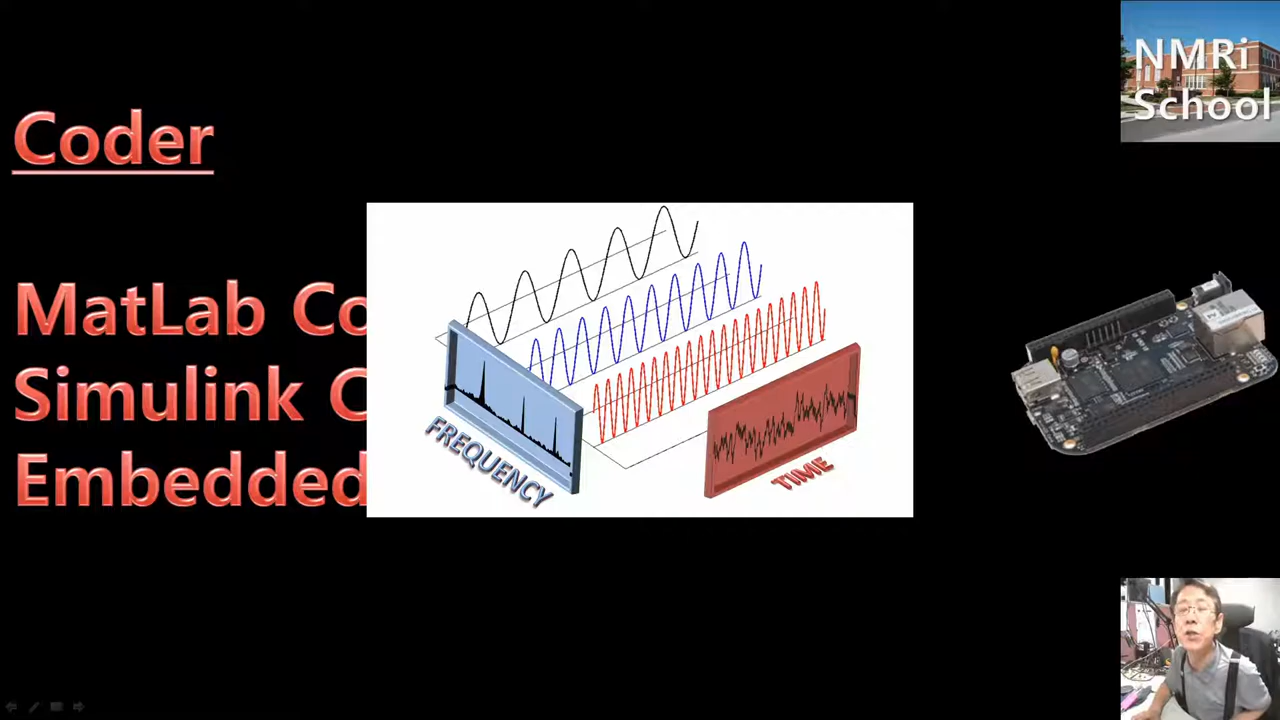 NMRi
School
Coder
MatLab Co
Simulink C
Embedded
FREQUENCY
TIME